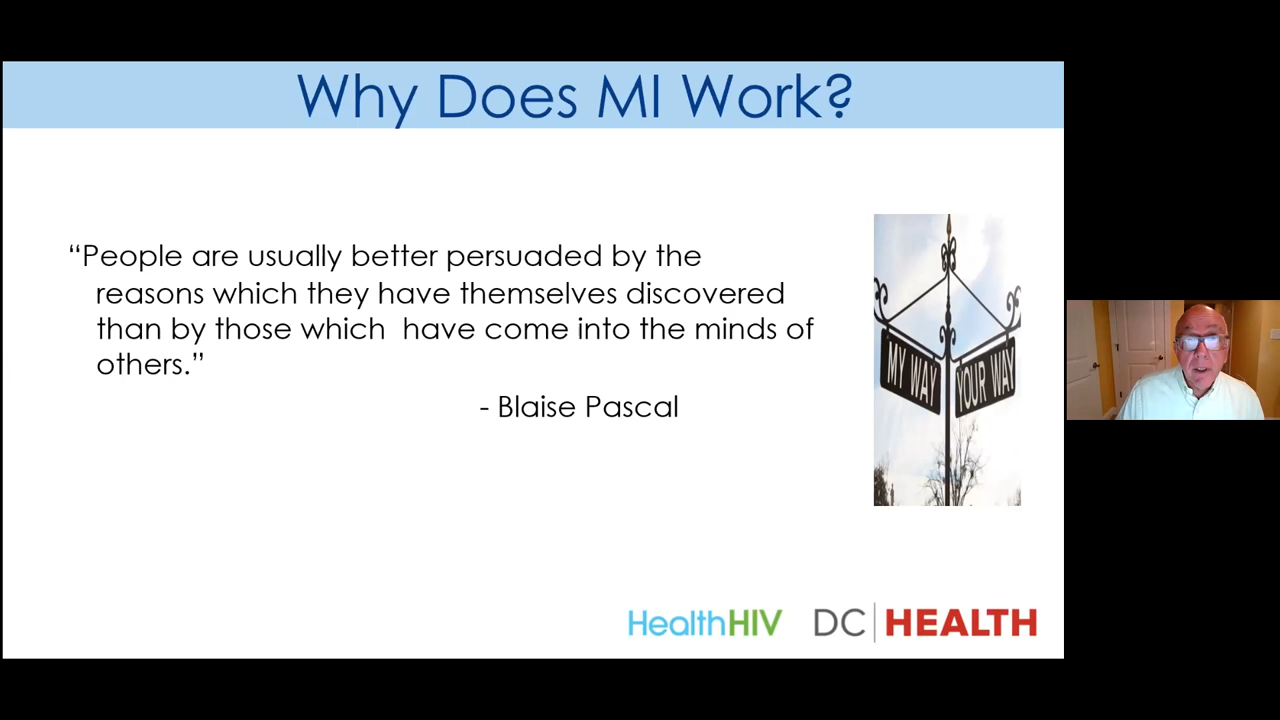 Why Does MI Work?
“People are usually better persuaded by the
reasons which they have themselves discovered
than by those which  have come into the minds of
others.”
- Blaise Pascal
MY WAY
YOUR WAY
HealthHIV
DC HEALTH